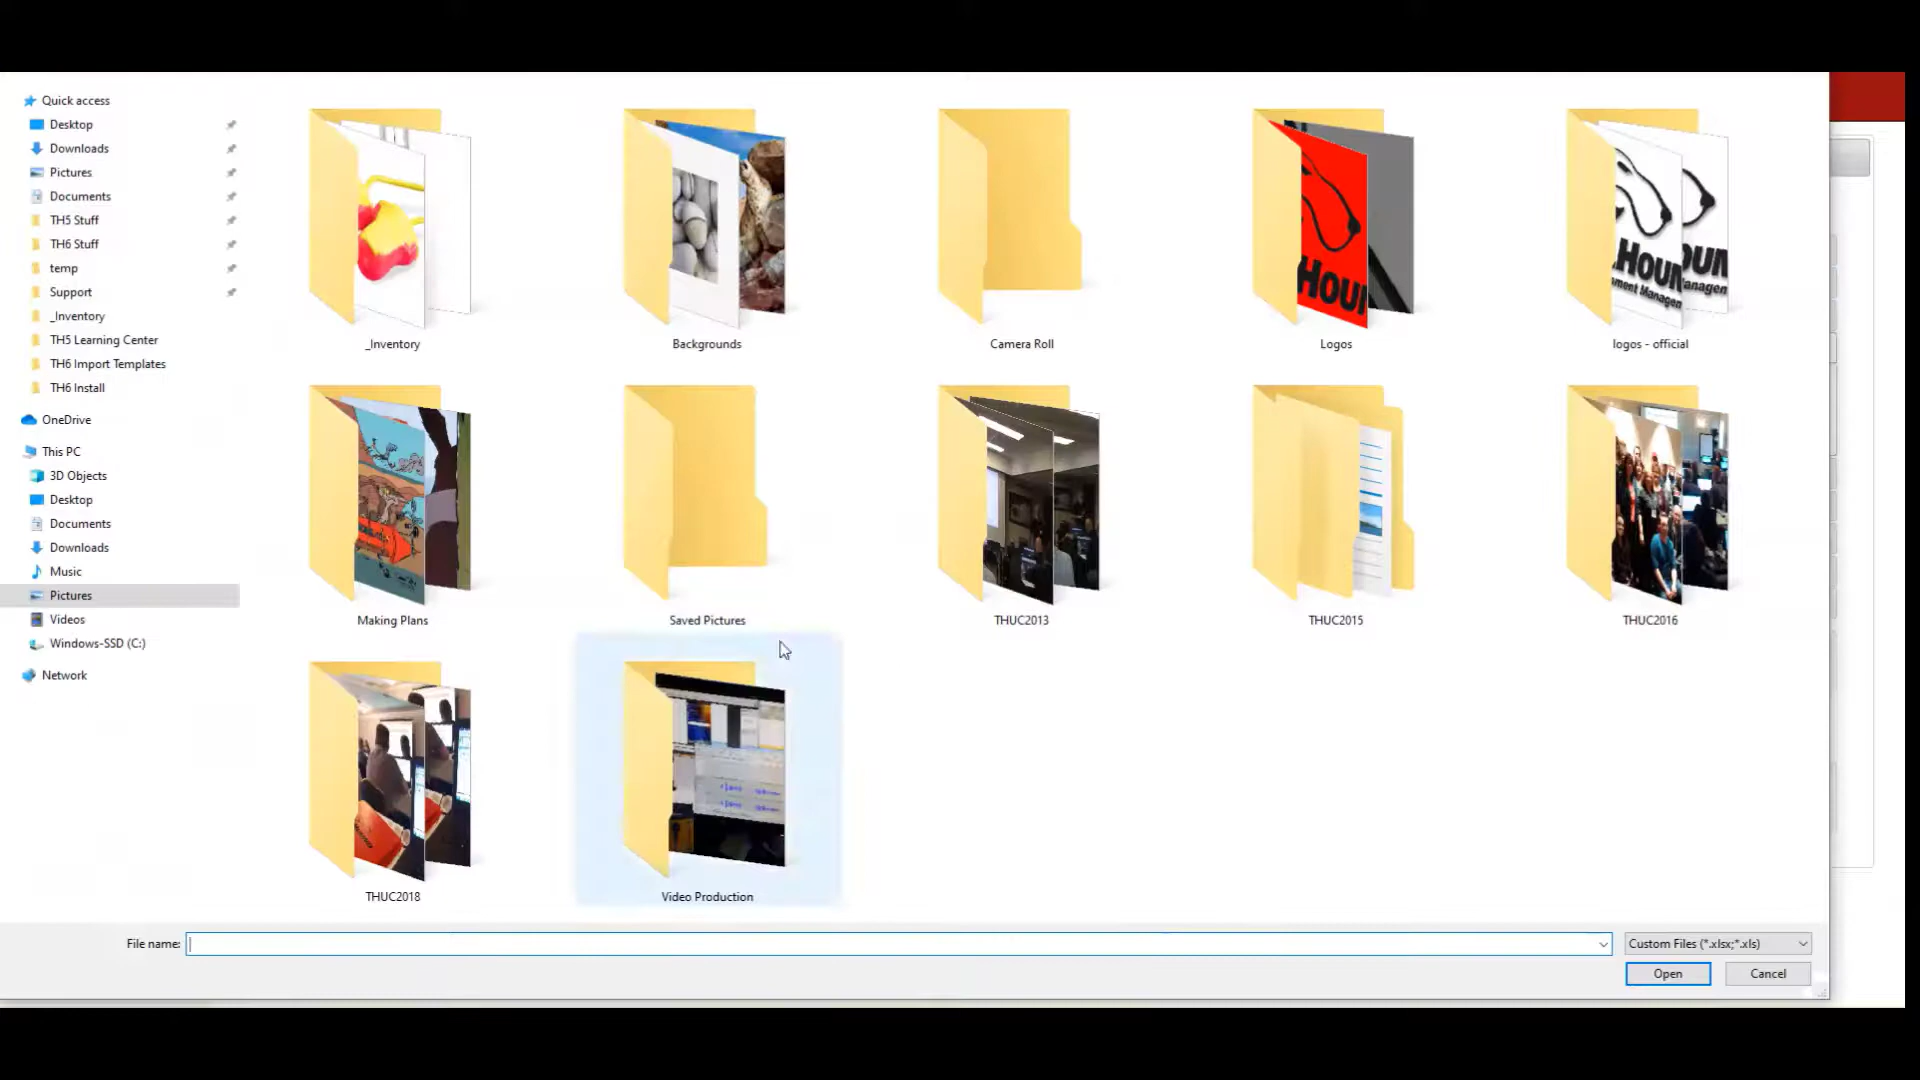 Quick access
Desktop
Downloads
Pictures
Documents
TH5 Stuff
TH6 Stuff
temp
Support
_Inventory
TH5 Learning Center
TH6 Import Templates
TH6 Install
OneDrive
This PC
3D Objects
Desktop
Documents
Downloads
Music
Pictures
Videos
Windows-SSD (C:)
Network
_Inventory
Backgrounds
Camera Roll
Logos
logos - official
Making Plans
Saved Pictures
THUC2013
THUC2015
THUC2016
THUC2018
Video Production
File name:
Custom Files (*.xlsx;*.xls)
Open
Cancel